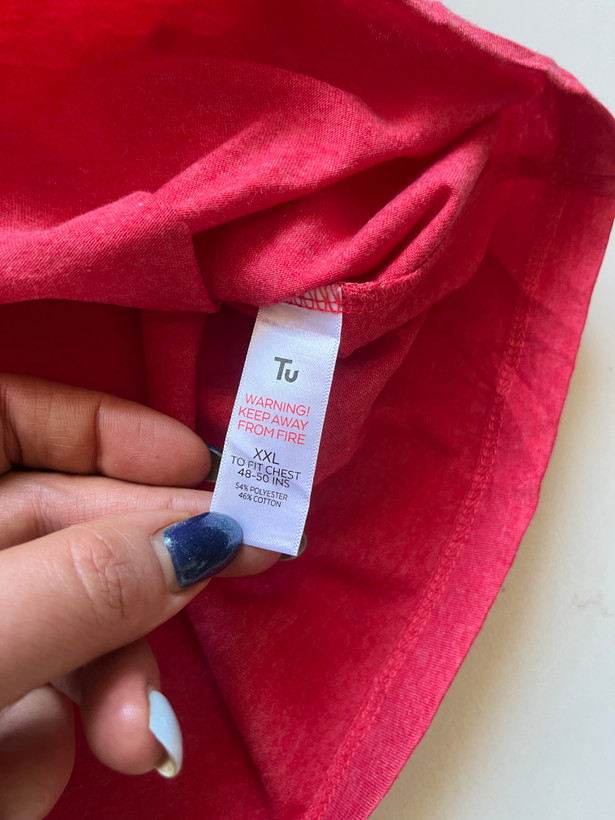 Tu
WARNING!
KEEP AWAY
FROM FIRE
XXL
TO FIT CHEST
48-50 INS
54% POLYESTER
46% COTTON